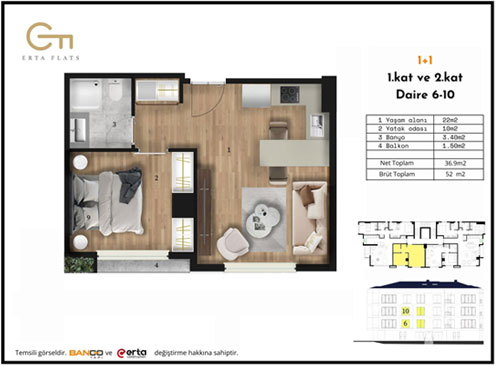 ERTA FLATS
1+1
1.kat ve 2.kat
Daire 6-10
1 Yaşam alanı 22m2
2 Yatak odası 10m2
3 Banyo 3.40m2
4 Balkon 1.50m2
Net Toplam 36.9m2
Brüt Toplam 52 m2
3
2
1
4
10
6
Temsili görseldir. BANGO YAPI ve erta değiştirme hakkına sahiptir.